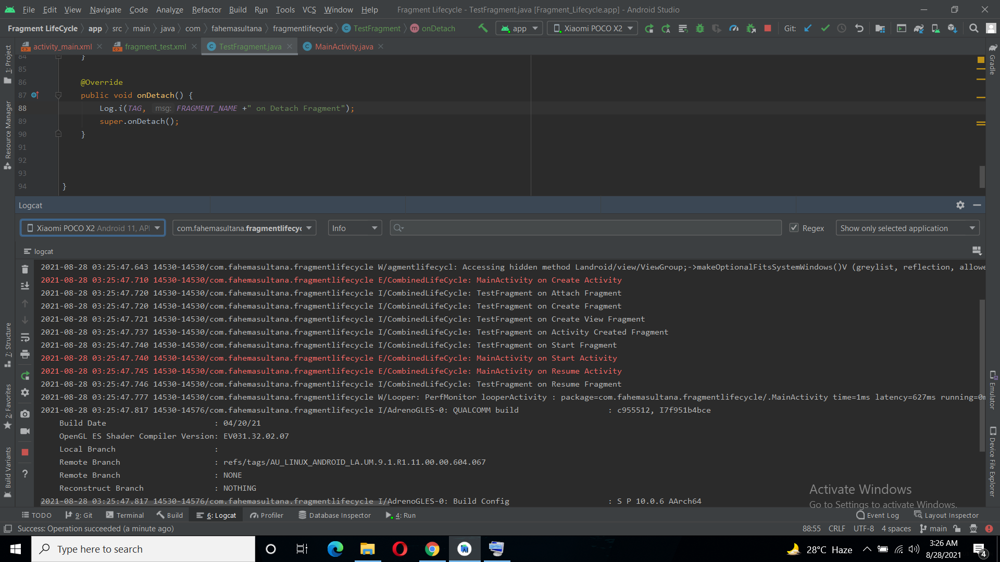 File Edit View Navigate Code Analyze Refactor Build Run Tools VCS Window Help Fragment Lifecycle - TestFragment.java [Fragment_Lifecycle.app] - Android Studio
Fragment LifeCycle app src main java com fahemasultana fragmentlifecycle TestFragment onDetach app Xiaomi POCO X2 Git:
activity_main.xml fragment_test.xml TestFragment.java MainActivity.java
84 }
85
86 @Override
87 public void onDetach() {
88 Log.i(TAG, msg: FRAGMENT_NAME +" on Detach Fragment");
89 super.onDetach();
90 }
91
92
93
94 }
1: Project
Resource Manager
7: Structure
2: Favorites
Build Variants
Gradle
Emulator
Device File Explorer
Logcat
Xiaomi POCO X2 Android 11, API com.fahemasultana.fragmentlifecyc Info Regex Show only selected application
logcat
2021-08-28 03:25:47.643 14530-14530/com.fahemasultana.fragmentlifecycle W/agmentlifecycl: Accessing hidden method Landroid/view/ViewGroup;->makeOptionalFitsSystemWindows()V (greylist, reflection, allowe
2021-08-28 03:25:47.710 14530-14530/com.fahemasultana.fragmentlifecycle E/CombinedLifeCycle: MainActivity on Create Activity
2021-08-28 03:25:47.720 14530-14530/com.fahemasultana.fragmentlifecycle I/CombinedLifeCycle: TestFragment on Attach Fragment
2021-08-28 03:25:47.720 14530-14530/com.fahemasultana.fragmentlifecycle I/CombinedLifeCycle: TestFragment on Create Fragment
2021-08-28 03:25:47.721 14530-14530/com.fahemasultana.fragmentlifecycle I/CombinedLifeCycle: TestFragment on Create View Fragment
2021-08-28 03:25:47.737 14530-14530/com.fahemasultana.fragmentlifecycle I/CombinedLifeCycle: TestFragment on Activity Created Fragment
2021-08-28 03:25:47.740 14530-14530/com.fahemasultana.fragmentlifecycle I/CombinedLifeCycle: TestFragment on Start Fragment
2021-08-28 03:25:47.740 14530-14530/com.fahemasultana.fragmentlifecycle E/CombinedLifeCycle: MainActivity on Start Activity
2021-08-28 03:25:47.745 14530-14530/com.fahemasultana.fragmentlifecycle E/CombinedLifeCycle: MainActivity on Resume Activity
2021-08-28 03:25:47.746 14530-14530/com.fahemasultana.fragmentlifecycle I/CombinedLifeCycle: TestFragment on Resume Fragment
2021-08-28 03:25:47.777 14530-14530/com.fahemasultana.fragmentlifecycle W/Looper: PerfMonitor looperActivity : package=com.fahemasultana.fragmentlifecycle/.MainActivity time=1ms latency=627ms running=0m
2021-08-28 03:25:47.817 14530-14576/com.fahemasultana.fragmentlifecycle I/AdrenoGLES-0: QUALCOMM build : c955512, I7f951b4bce
Build Date : 04/20/21
OpenGL ES Shader Compiler Version: EV031.32.02.07
Local Branch :
Remote Branch : refs/tags/AU_LINUX_ANDROID_LA.UM.9.1.R1.11.00.00.604.067
Remote Branch : NONE
Reconstruct Branch : NOTHING
2021-08-28 03:25:47.817 14530-14576/com.fahemasultana.fragmentlifecycle I/AdrenoGLES-0: Build Config : S P 10.0.6 AArch64
Activate Windows
Go to Settings to activate Windows.
TODO 9: Git Terminal Build 6: Logcat Profiler Database Inspector 4: Run Event Log Layout Inspector
Success: Operation succeeded (a minute ago) 88:55 CRLF UTF-8 4 spaces main
Type here to search 28°C Haze 3:26 AM
8/28/2021 4